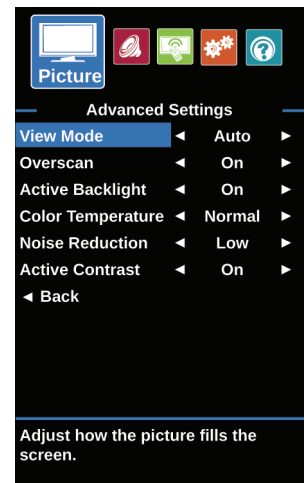 Picture
Advanced Settings
View Mode ◄ Auto ►
Overscan ◄ On ►
Active Backlight ◄ On ►
Color Temperature ◄ Normal ►
Noise Reduction ◄ Low ►
Active Contrast ◄ On ►
◄ Back
Adjust how the picture fills the
screen.